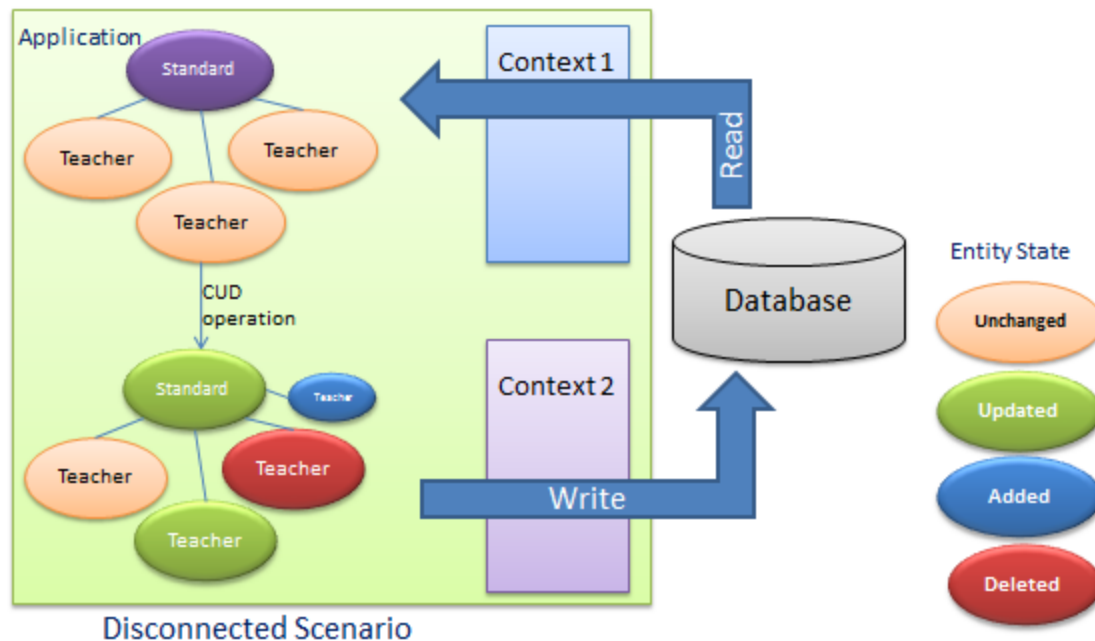 Application
Standard
Teacher
Teacher
Teacher
CUD
operation
Standard
Teacher
Teacher
Teacher
Teacher
Context 1
Read
Database
Context 2
Write
Entity State
Unchanged
Updated
Added
Deleted
Disconnected Scenario